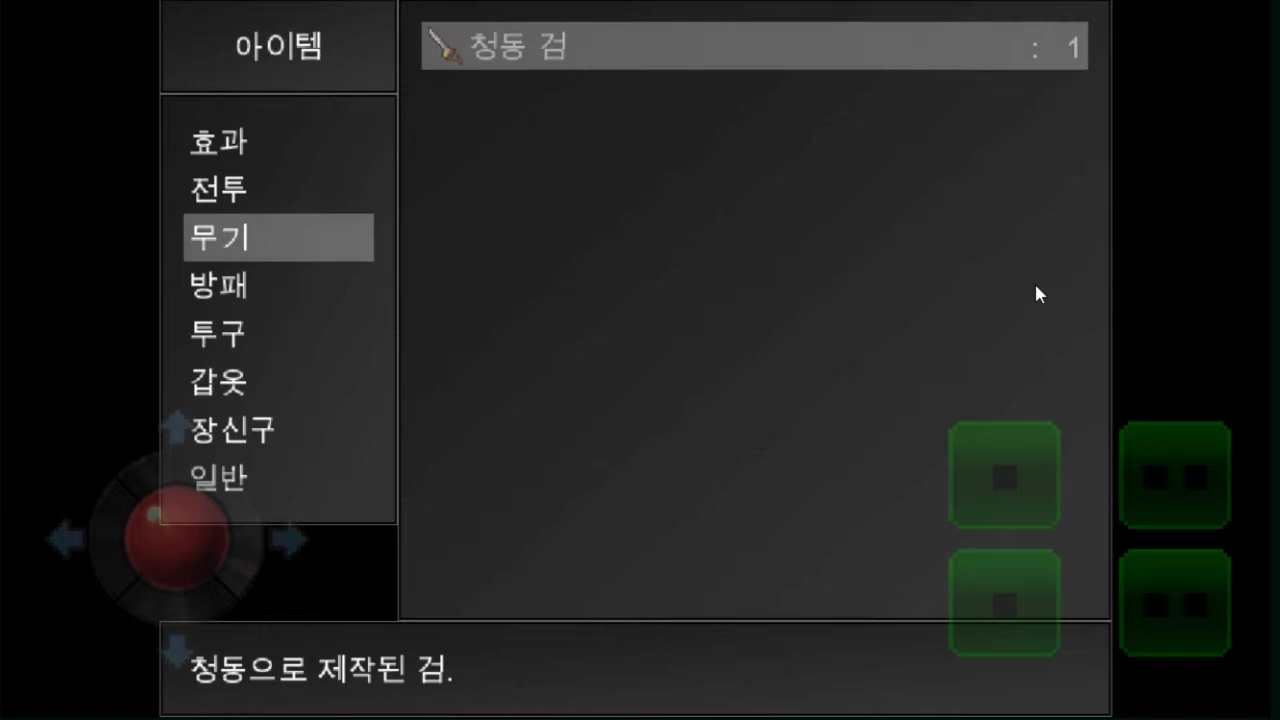 아이템
청동 검 : 1
효과
전투
무기
방패
투구
갑옷
장신구
일반
청동으로 제작된 검.